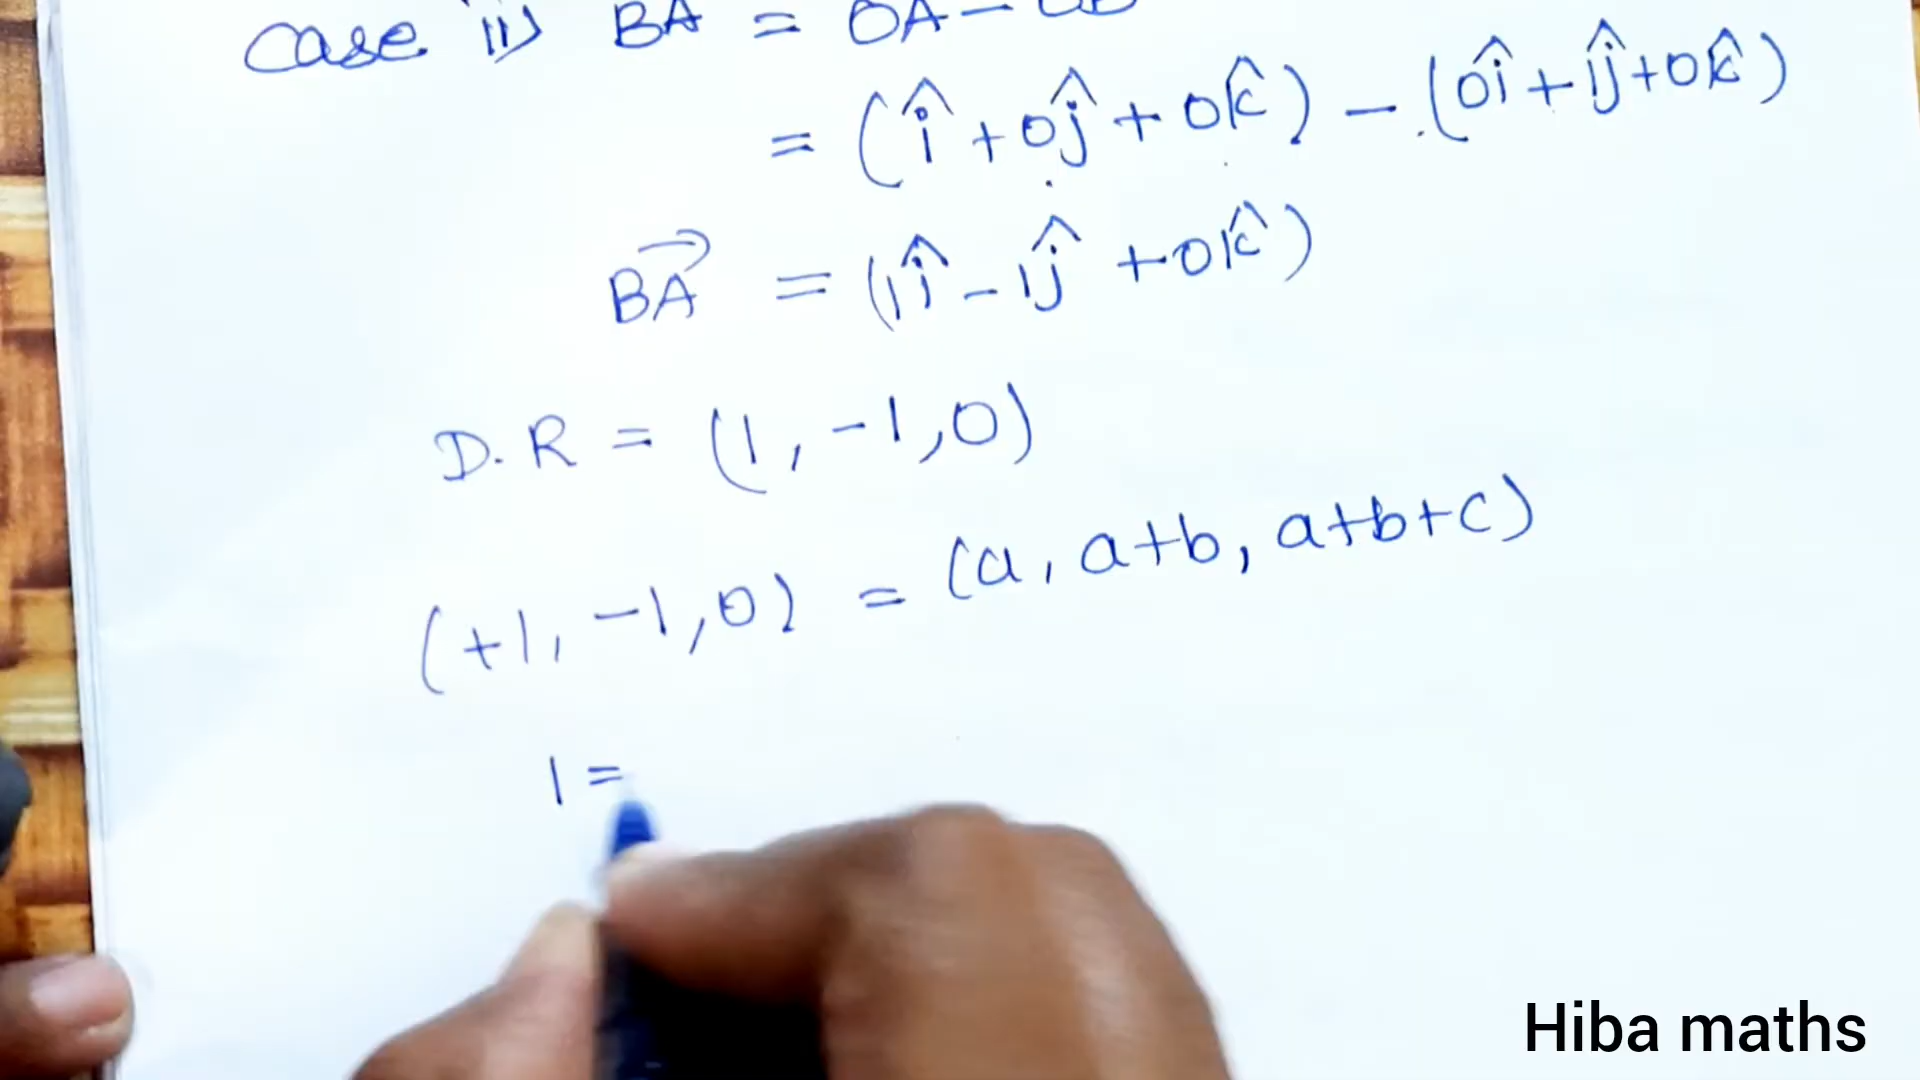 Case ii) BA = OA - OB
= (î + 0ĵ + 0k̂) - (0î + 1ĵ + 0k̂)
BA⃗ = (1î - 1ĵ + 0k̂)
D.R = (1, -1, 0)
(+1, -1, 0) = (a, a+b, a+b+c)
1 =
Hiba maths